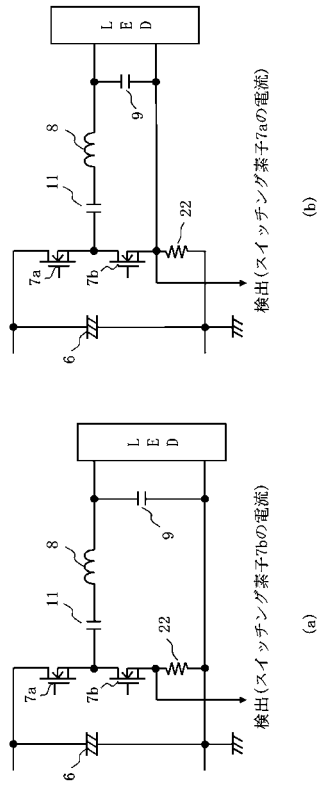 6
7a
7b
11
8
9
22
LED
検出(スイッチング素子7bの電流)
(a)
6
7a
7b
11
8
9
22
LED
検出(スイッチング素子7aの電流)
(b)